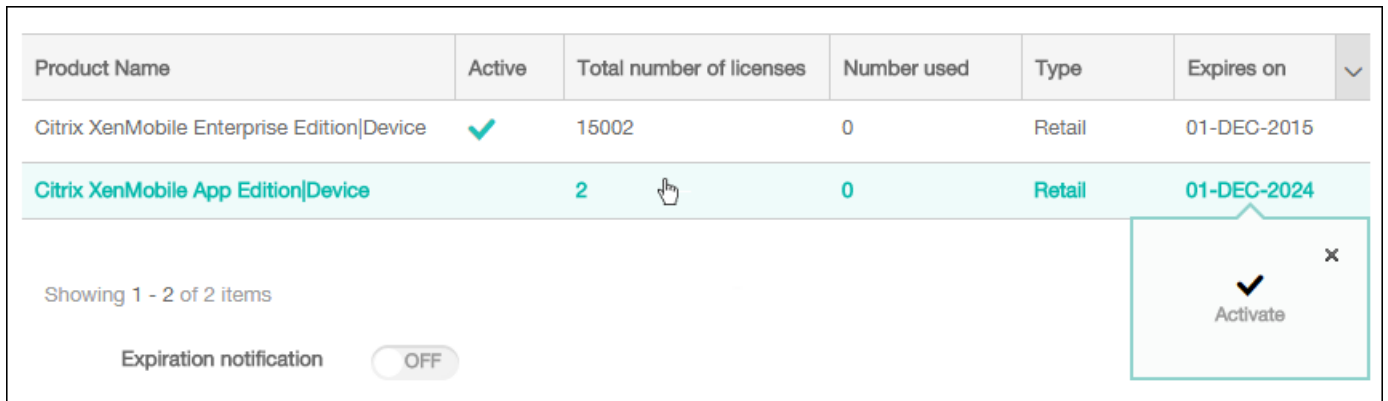 Product Name Active Total number of licenses Number used Type Expires on
Citrix XenMobile Enterprise Edition|Device 15002 0 Retail 01-DEC-2015
Citrix XenMobile App Edition|Device 2 0 Retail 01-DEC-2024
Showing 1 - 2 of 2 items
Activate
Expiration notification OFF